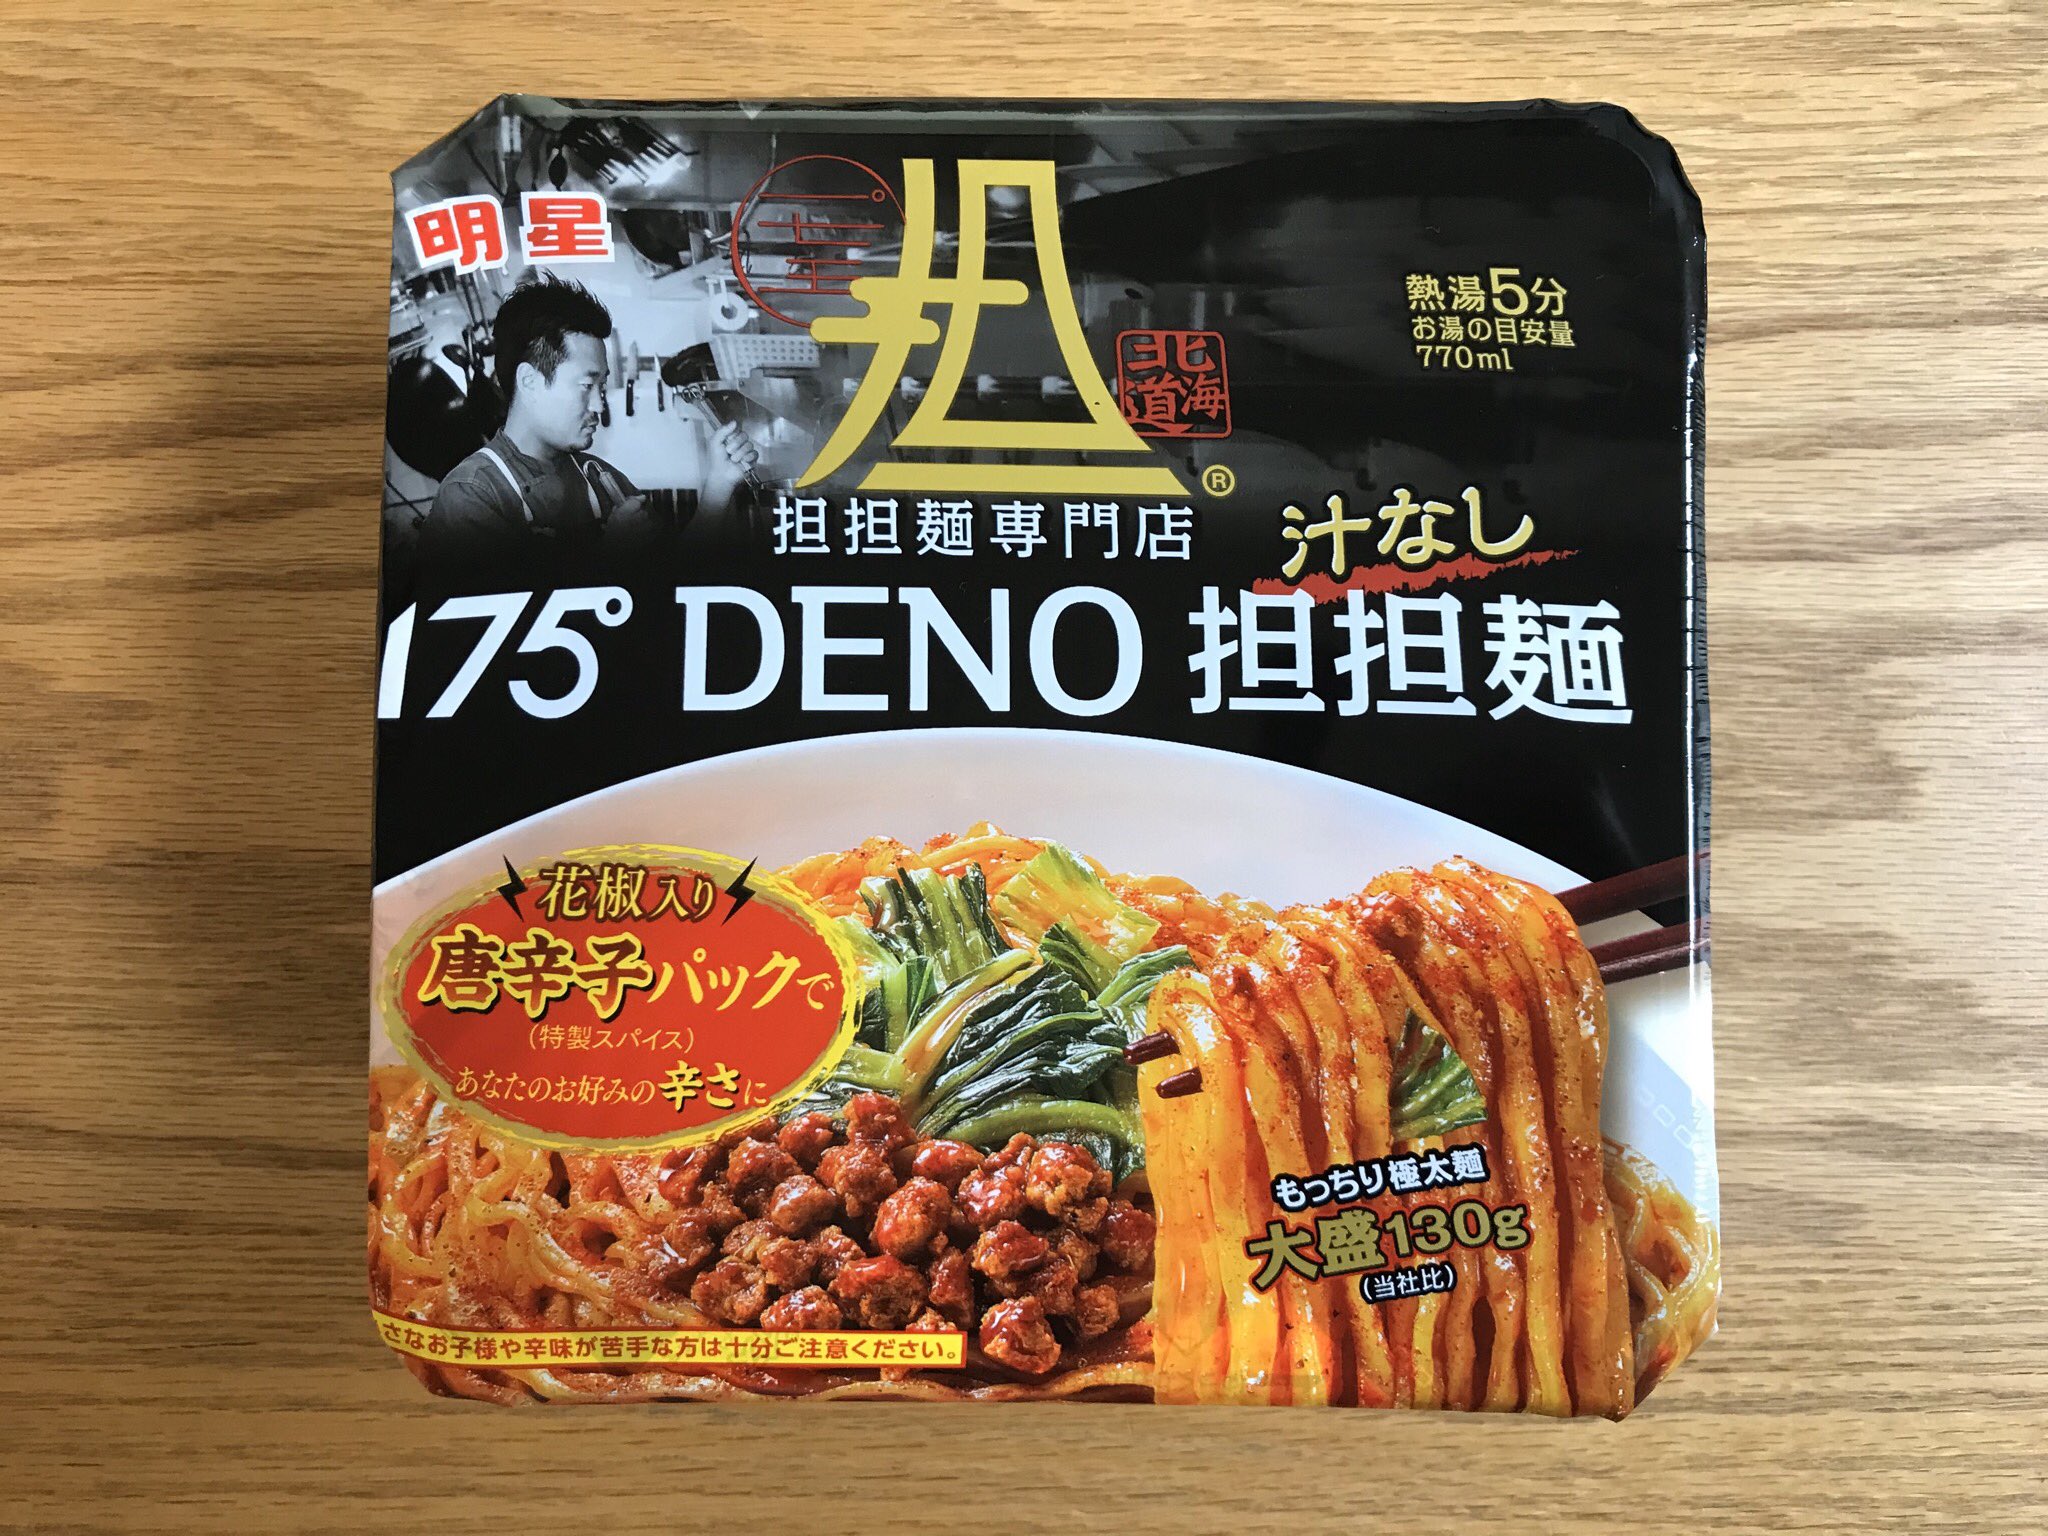 明星
一七五°
担
北海道
®
担担麺専門店
熱湯5分
お湯の目安量
770ml
汁なし
175°DENO 担担麺
花椒入り
唐辛子パックで
(特製スパイス)
あなたのお好みの辛さに
もっちり極太麺
大盛130g
(当社比)
さなお子様や辛味が苦手な方は十分ご注意ください。